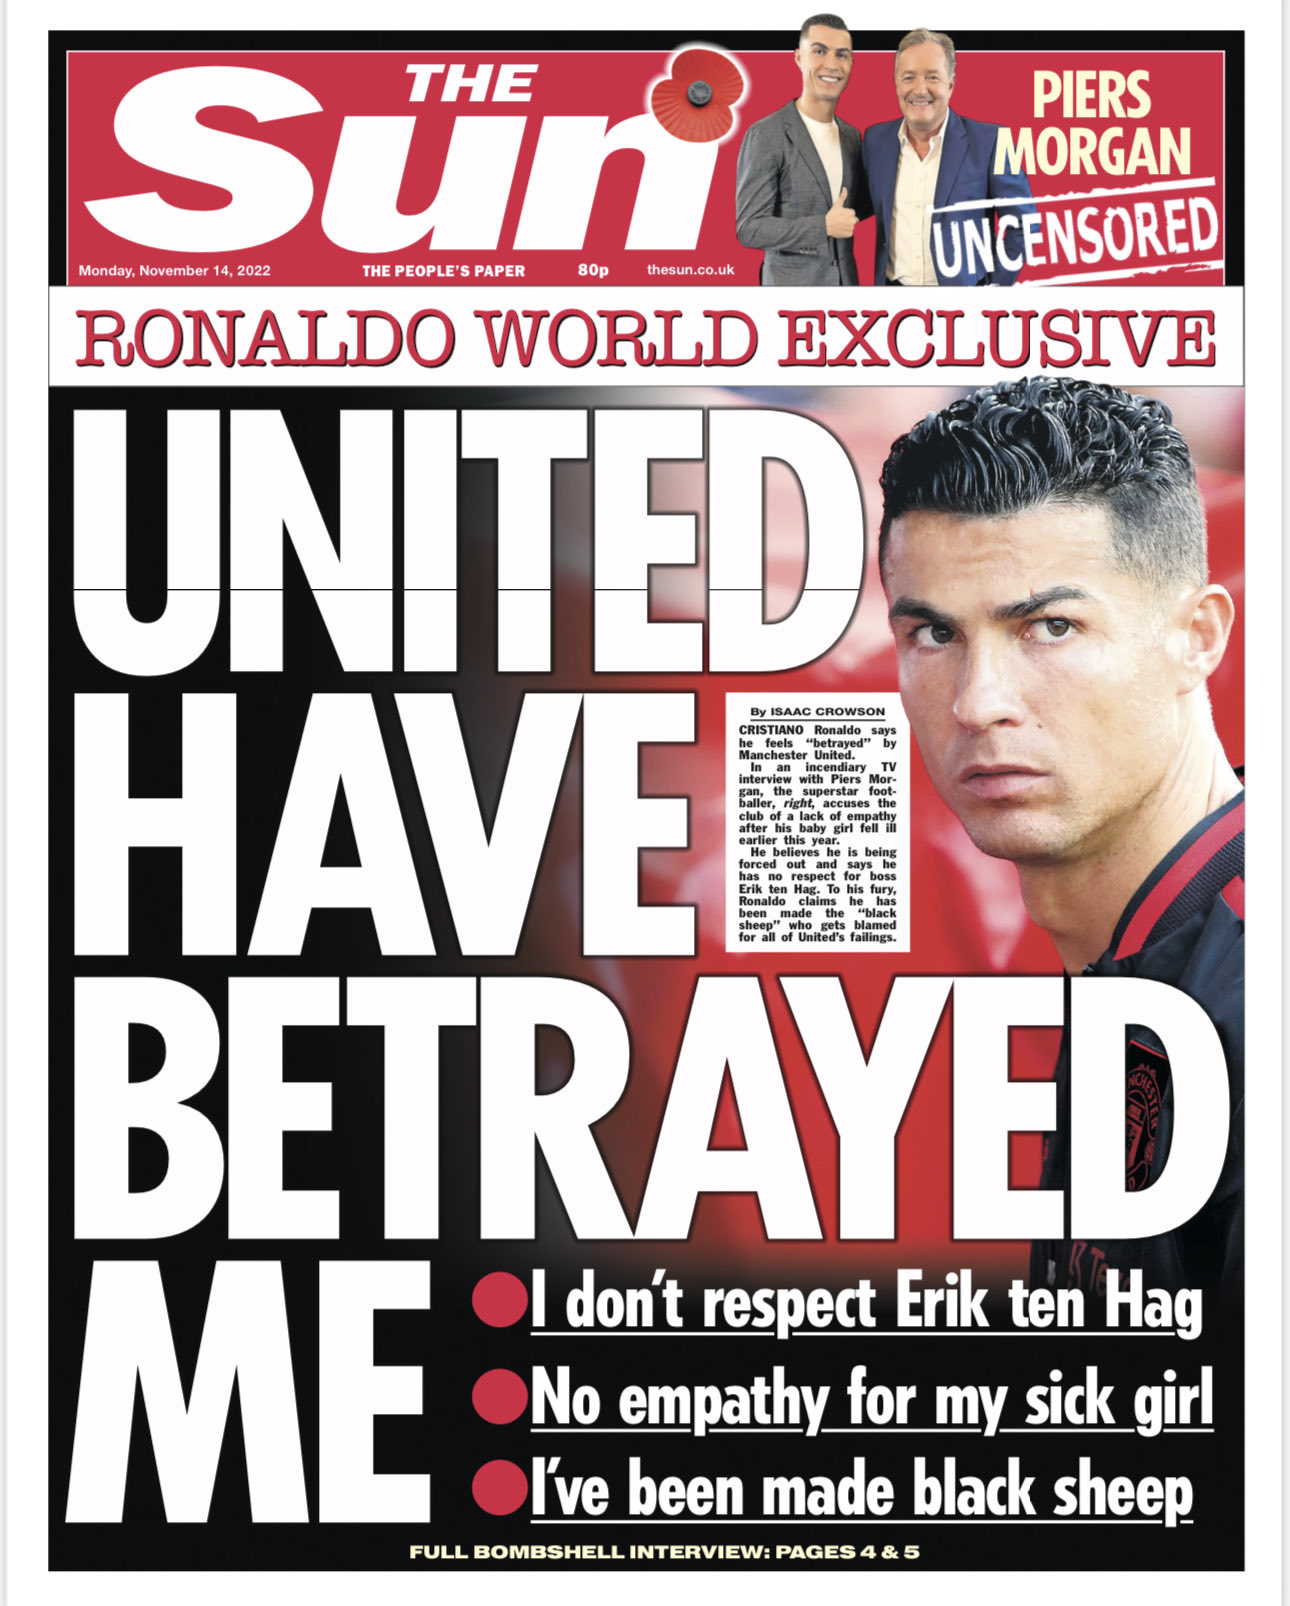 THE
Sun
Monday, November 14, 2022
THE PEOPLE'S PAPER
80p
thesun.co.uk
PIERS
MORGAN
UNCENSORED
RONALDO WORLD EXCLUSIVE
UNITED
HAVE
BETRAYED
ME
By ISAAC CROWSON
CRISTIANO Ronaldo says
he feels “betrayed” by
Manchester United.
In an incendiary TV
interview with Piers Mor-
gan, the superstar foot-
baller, right, accuses the
club of a lack of empathy
after his baby girl fell ill
earlier this year.
He believes he is being
forced out and says he
has no respect for boss
Erik ten Hag. To his fury,
Ronaldo claims he has
been made the “black
sheep” who gets blamed
for all of United's failings.
I don't respect Erik ten Hag
No empathy for my sick girl
I've been made black sheep
FULL BOMBSHELL INTERVIEW: PAGES 4 & 5